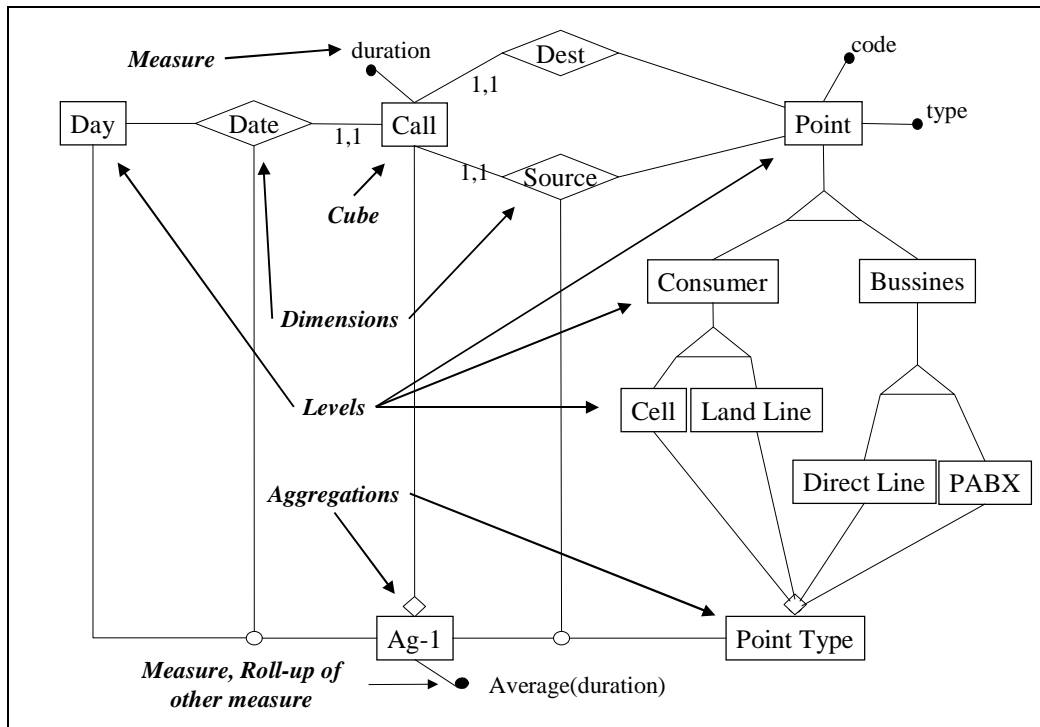 Measure
duration
Dest
code
1,1
type
Day
Date
1,1
Call
Point
1,1
Source
Cube
Consumer
Bussines
Dimensions
Levels
Cell
Land Line
Direct Line
PABX
Aggregations
Ag-1
Point Type
Measure, Roll-up of
other measure
Average(duration)